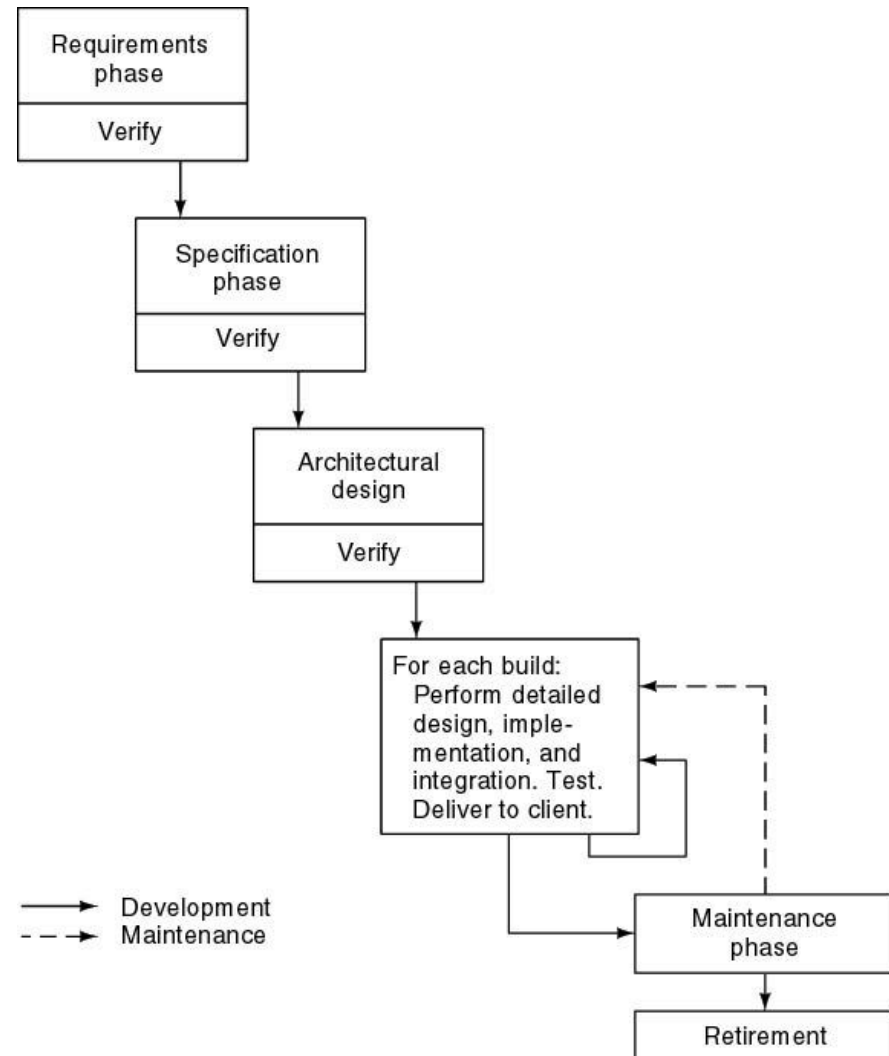 Requirements
phase
Verify
Specification
phase
Verify
Architectural
design
Verify
For each build:
Perform detailed
design, imple-
mentation, and
integration. Test.
Deliver to client.
Development
Maintenance
Maintenance
phase
Retirement